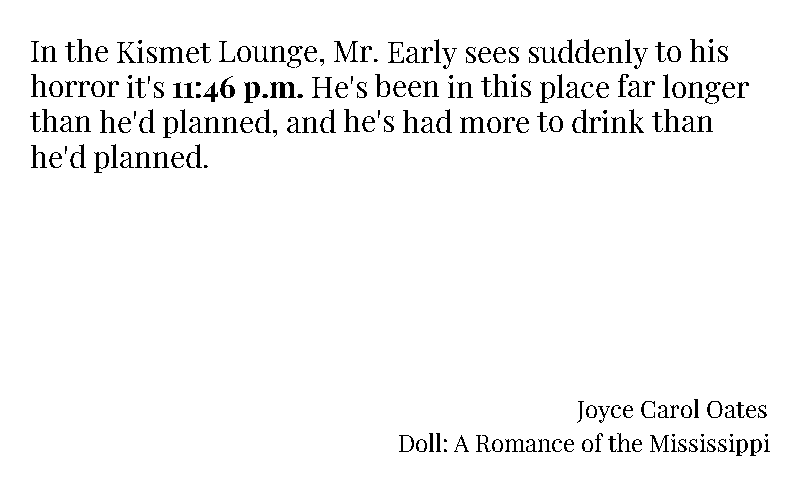 In the Kismet Lounge, Mr. Early sees suddenly to his
horror it's 11:46 p.m. He's been in this place far longer
than he'd planned, and he's had more to drink than
he'd planned.
Joyce Carol Oates
Doll: A Romance of the Mississippi